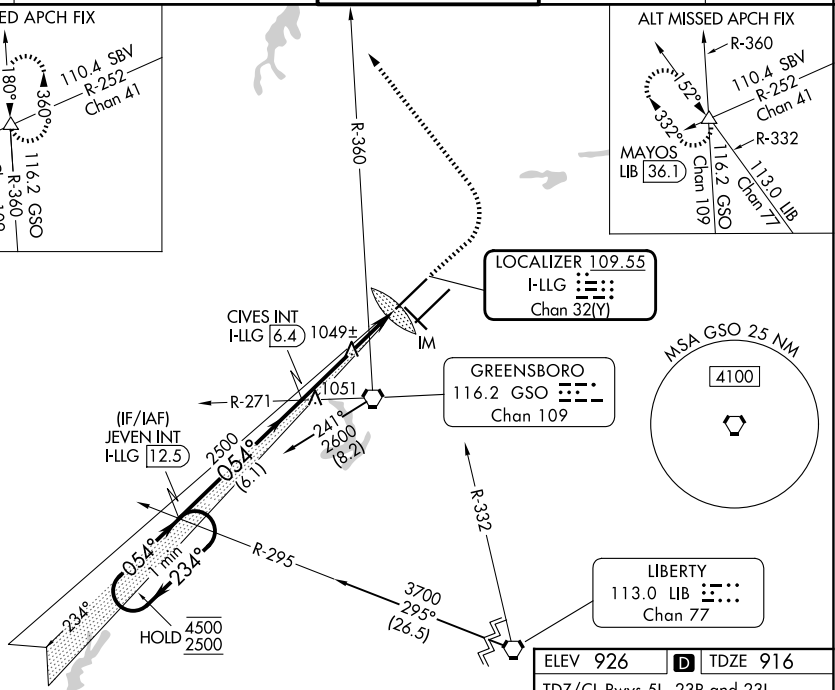 ED APCH FIX
180°
360°
110.4 SBV
R-252
Chan 41
116.2 GSO
R-360
R-360
ALT MISSED APCH FIX
R-360
110.4 SBV
R-252
Chan 41
152°
332°
R-332
MAYOS
LIB 36.1
116.2 GSO
Chan 109
113.0 LIB
Chan 77
LOCALIZER 109.55
I-LLG
Chan 32(Y)
CIVES INT
I-LLG 6.4
1049±
IM
MSA GSO 25 NM
4100
GREENSBORO
116.2 GSO
Chan 109
R-271
1051
241°
2600
(8.2)
(IF/IAF)
JEVEN INT
I-LLG 12.5
2500
054°
(6.1)
R-332
054°
1 min
234°
R-295
3700
295°
(26.5)
LIBERTY
113.0 LIB
Chan 77
234°
HOLD 4500
2500
ELEV 926 D TDZE 916